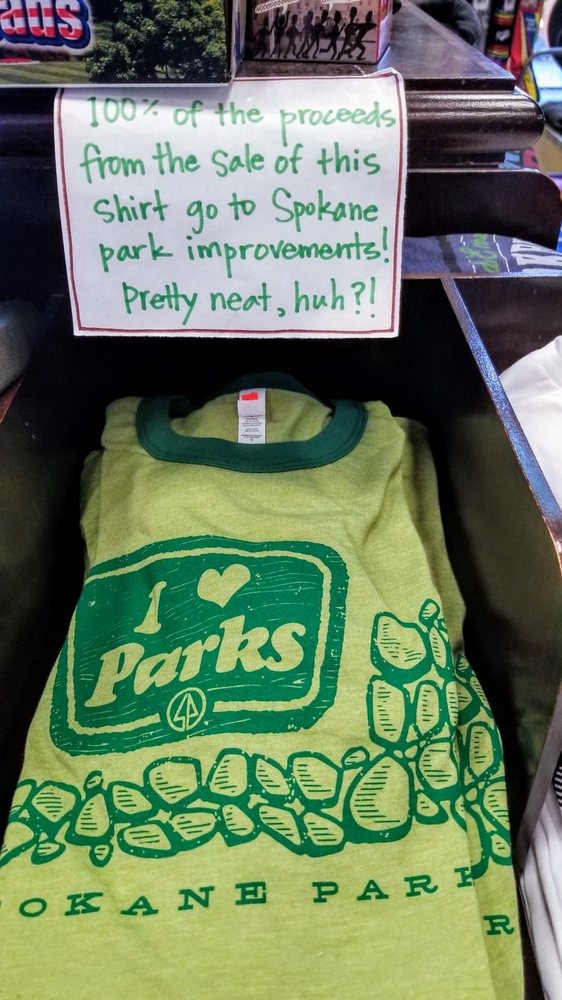 100% of the proceeds
from the sale of this
shirt go to Spokane
park improvements!
Pretty neat, huh?!
I ♥
Parks
OKANE PARK
R